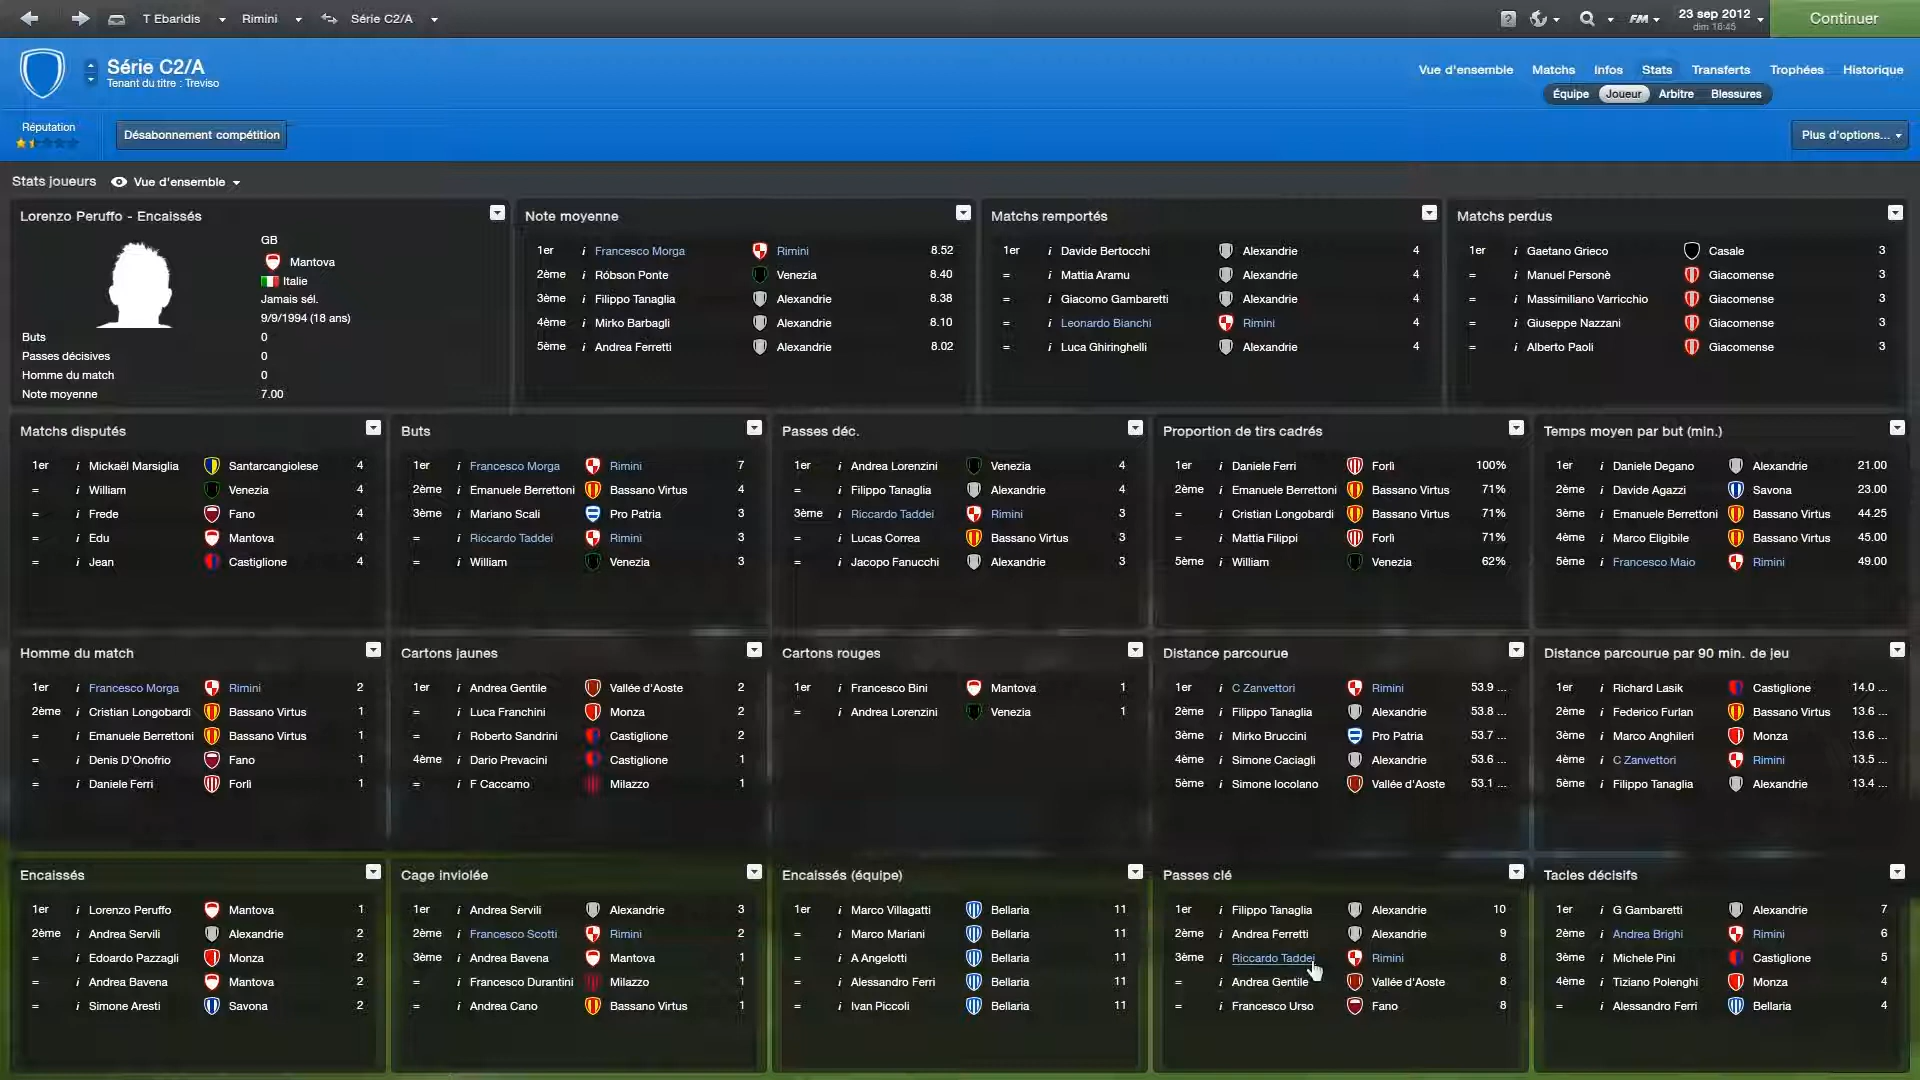 T Ebaridis Rimini Série C2/A 23 sep 2012 Continuer
dim 16:45
Série C2/A
Tenant du titre : Treviso
Vue d'ensemble Matchs Infos Stats Transferts Trophées Historique
Équipe Joueur Arbitre Blessures
Réputation
Désabonnement compétition
Plus d'options...
Stats joueurs Vue d'ensemble
Lorenzo Peruffo - Encaissés
GB
Mantova
Italie
Jamais sél.
9/9/1994 (18 ans)
Buts 0
Passes décisives 0
Homme du match 0
Note moyenne 7.00
Note moyenne
1er i Francesco Morga Rimini 8.52
2ème i Róbson Ponte Venezia 8.40
3ème i Filippo Tanaglia Alexandrie 8.38
4ème i Mirko Barbagli Alexandrie 8.10
5ème i Andrea Ferretti Alexandrie 8.02
Matchs remportés
1er i Davide Bertocchi Alexandrie 4
= i Mattia Aramu Alexandrie 4
= i Giacomo Gambaretti Alexandrie 4
= i Leonardo Bianchi Rimini 4
= i Luca Ghiringhelli Alexandrie 4
Matchs perdus
1er i Gaetano Grieco Casale 3
= i Manuel Personè Giacomense 3
= i Massimiliano Varricchio Giacomense 3
= i Giuseppe Nazzani Giacomense 3
= i Alberto Paoli Giacomense 3
Matchs disputés
1er i Mickaël Marsiglia Santarcangiolese 4
= i William Venezia 4
= i Frede Fano 4
= i Edu Mantova 4
= i Jean Castiglione 4
Buts
1er i Francesco Morga Rimini 7
2ème i Emanuele Berrettoni Bassano Virtus 4
3ème i Mariano Scali Pro Patria 3
= i Riccardo Taddei Rimini 3
= i William Venezia 3
Passes déc.
1er i Andrea Lorenzini Venezia 4
= i Filippo Tanaglia Alexandrie 4
3ème i Riccardo Taddei Rimini 3
= i Lucas Correa Bassano Virtus 3
= i Jacopo Fanucchi Alexandrie 3
Proportion de tirs cadrés
1er i Daniele Ferri Forlì 100%
2ème i Emanuele Berrettoni Bassano Virtus 71%
= i Cristian Longobardi Bassano Virtus 71%
= i Mattia Filippi Forlì 71%
5ème i William Venezia 62%
Temps moyen par but (min.)
1er i Daniele Degano Alexandrie 21.00
2ème i Davide Agazzi Savona 23.00
3ème i Emanuele Berrettoni Bassano Virtus 44.25
4ème i Marco Eligibile Bassano Virtus 45.00
5ème i Francesco Maio Rimini 49.00
Homme du match
1er i Francesco Morga Rimini 2
2ème i Cristian Longobardi Bassano Virtus 1
= i Emanuele Berrettoni Bassano Virtus 1
= i Denis D'Onofrio Fano 1
= i Daniele Ferri Forlì 1
Cartons jaunes
1er i Andrea Gentile Vallée d'Aoste 2
= i Luca Franchini Monza 2
= i Roberto Sandrini Castiglione 2
4ème i Dario Prevacini Castiglione 1
= i F Caccamo Milazzo 1
Cartons rouges
1er i Francesco Bini Mantova 1
= i Andrea Lorenzini Venezia 1
Distance parcourue
1er i C Zanvettori Rimini 53.9 ...
2ème i Filippo Tanaglia Alexandrie 53.8 ...
3ème i Mirko Bruccini Pro Patria 53.7 ...
4ème i Simone Caciagli Alexandrie 53.6 ...
5ème i Simone Iocolano Vallée d'Aoste 53.1 ...
Distance parcourue par 90 min. de jeu
1er i Richard Lasik Castiglione 14.0 ...
2ème i Federico Furlan Bassano Virtus 13.6 ...
3ème i Marco Anghileri Monza 13.6 ...
4ème i C Zanvettori Rimini 13.5 ...
5ème i Filippo Tanaglia Alexandrie 13.4 ...
Encaissés
1er i Lorenzo Peruffo Mantova 1
2ème i Andrea Servili Alexandrie 2
= i Edoardo Pazzagli Monza 2
= i Andrea Bavena Mantova 2
= i Simone Aresti Savona 2
Cage inviolée
1er i Andrea Servili Alexandrie 3
2ème i Francesco Scotti Rimini 2
3ème i Andrea Bavena Mantova 1
= i Francesco Durantini Milazzo 1
= i Andrea Cano Bassano Virtus 1
Encaissés (équipe)
1er i Marco Villagatti Bellaria 11
= i Marco Mariani Bellaria 11
= i A Angelotti Bellaria 11
= i Alessandro Ferri Bellaria 11
= i Ivan Piccoli Bellaria 11
Passes clé
1er i Filippo Tanaglia Alexandrie 10
2ème i Andrea Ferretti Alexandrie 9
3ème i Riccardo Taddei Rimini 8
= i Andrea Gentile Vallée d'Aoste 8
= i Francesco Urso Fano 8
Tacles décisifs
1er i G Gambaretti Alexandrie 7
2ème i Andrea Brighi Rimini 6
3ème i Michele Pini Castiglione 5
4ème i Tiziano Polenghi Monza 4
= i Alessandro Ferri Bellaria 4